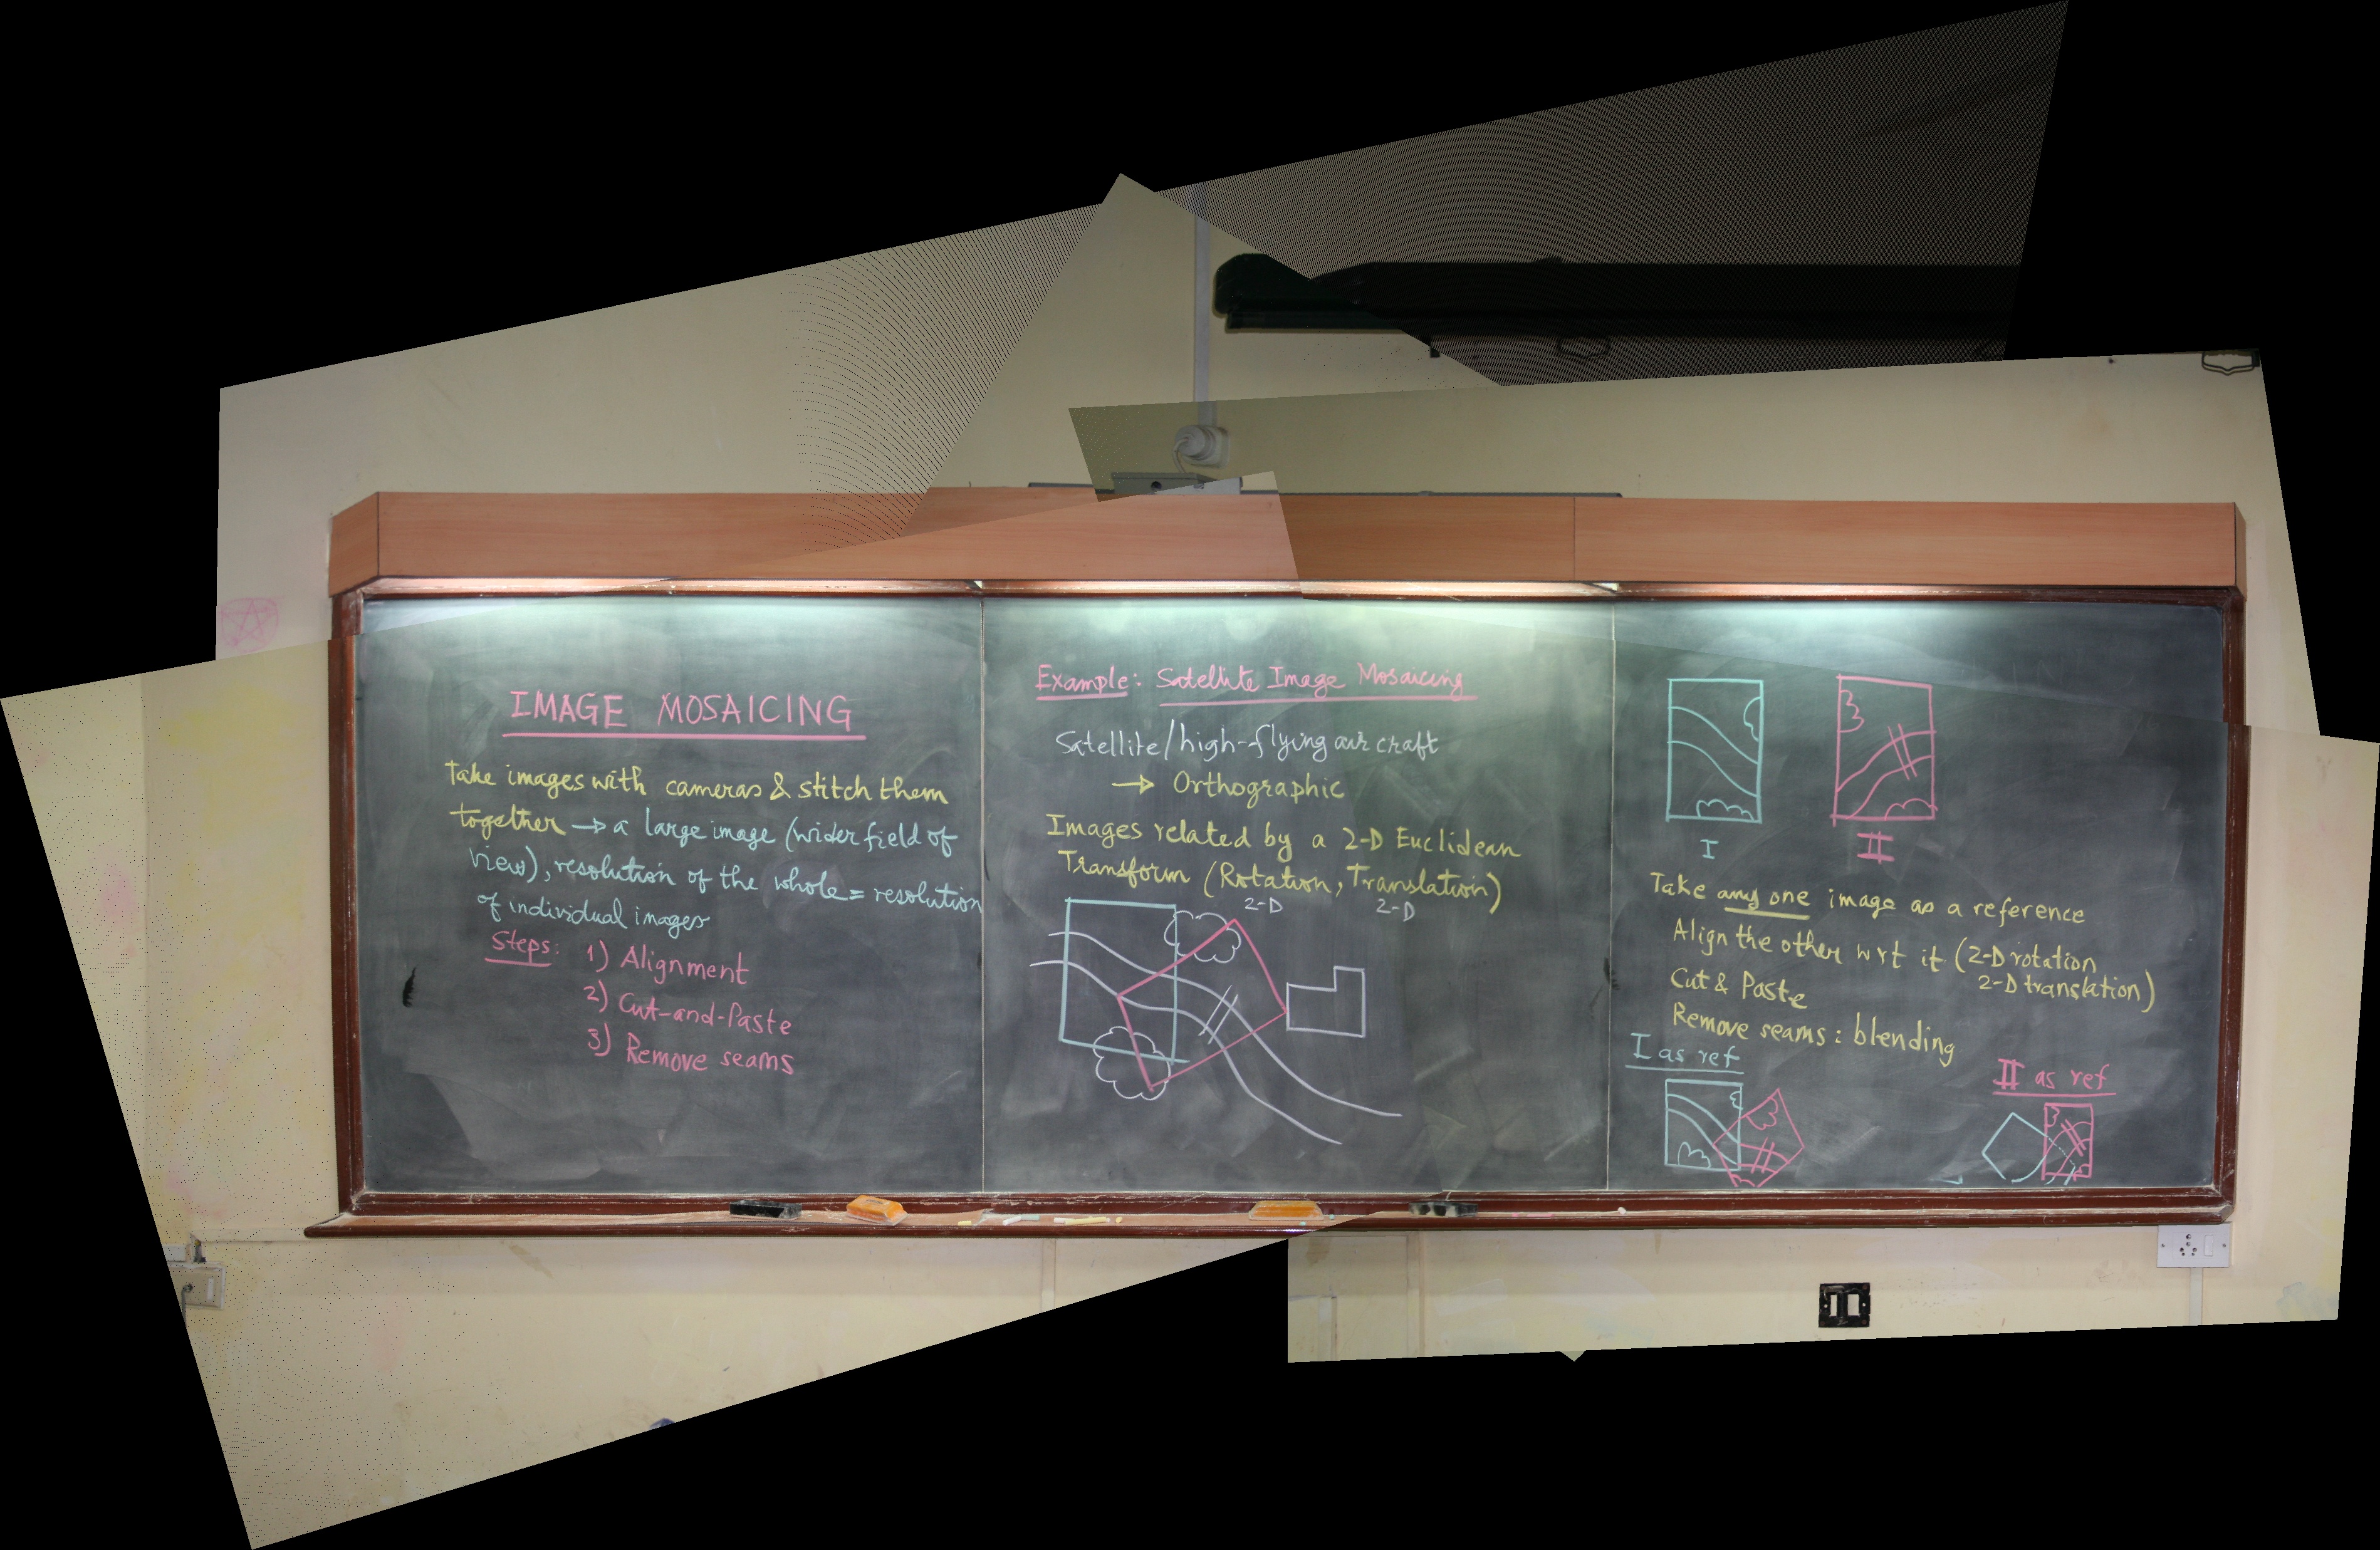 IMAGE MOSAICING
Take images with cameras & stitch them
together → a large image (wider field of
view), resolution of the whole = resolution
of individual images
Steps: 1) Alignment
2) Cut-and-Paste
3) Remove seams
Example: Satellite Image Mosaicing
Satellite/high-flying air craft
→ Orthographic
Images related by a 2-D Euclidean
Transform (Rotation, Translation)
2-D 2-D
I II
Take any one image as a reference
Align the other wrt it (2-D rotation
2-D translation)
Cut & Paste
Remove seams: blending
I as ref
II as ref